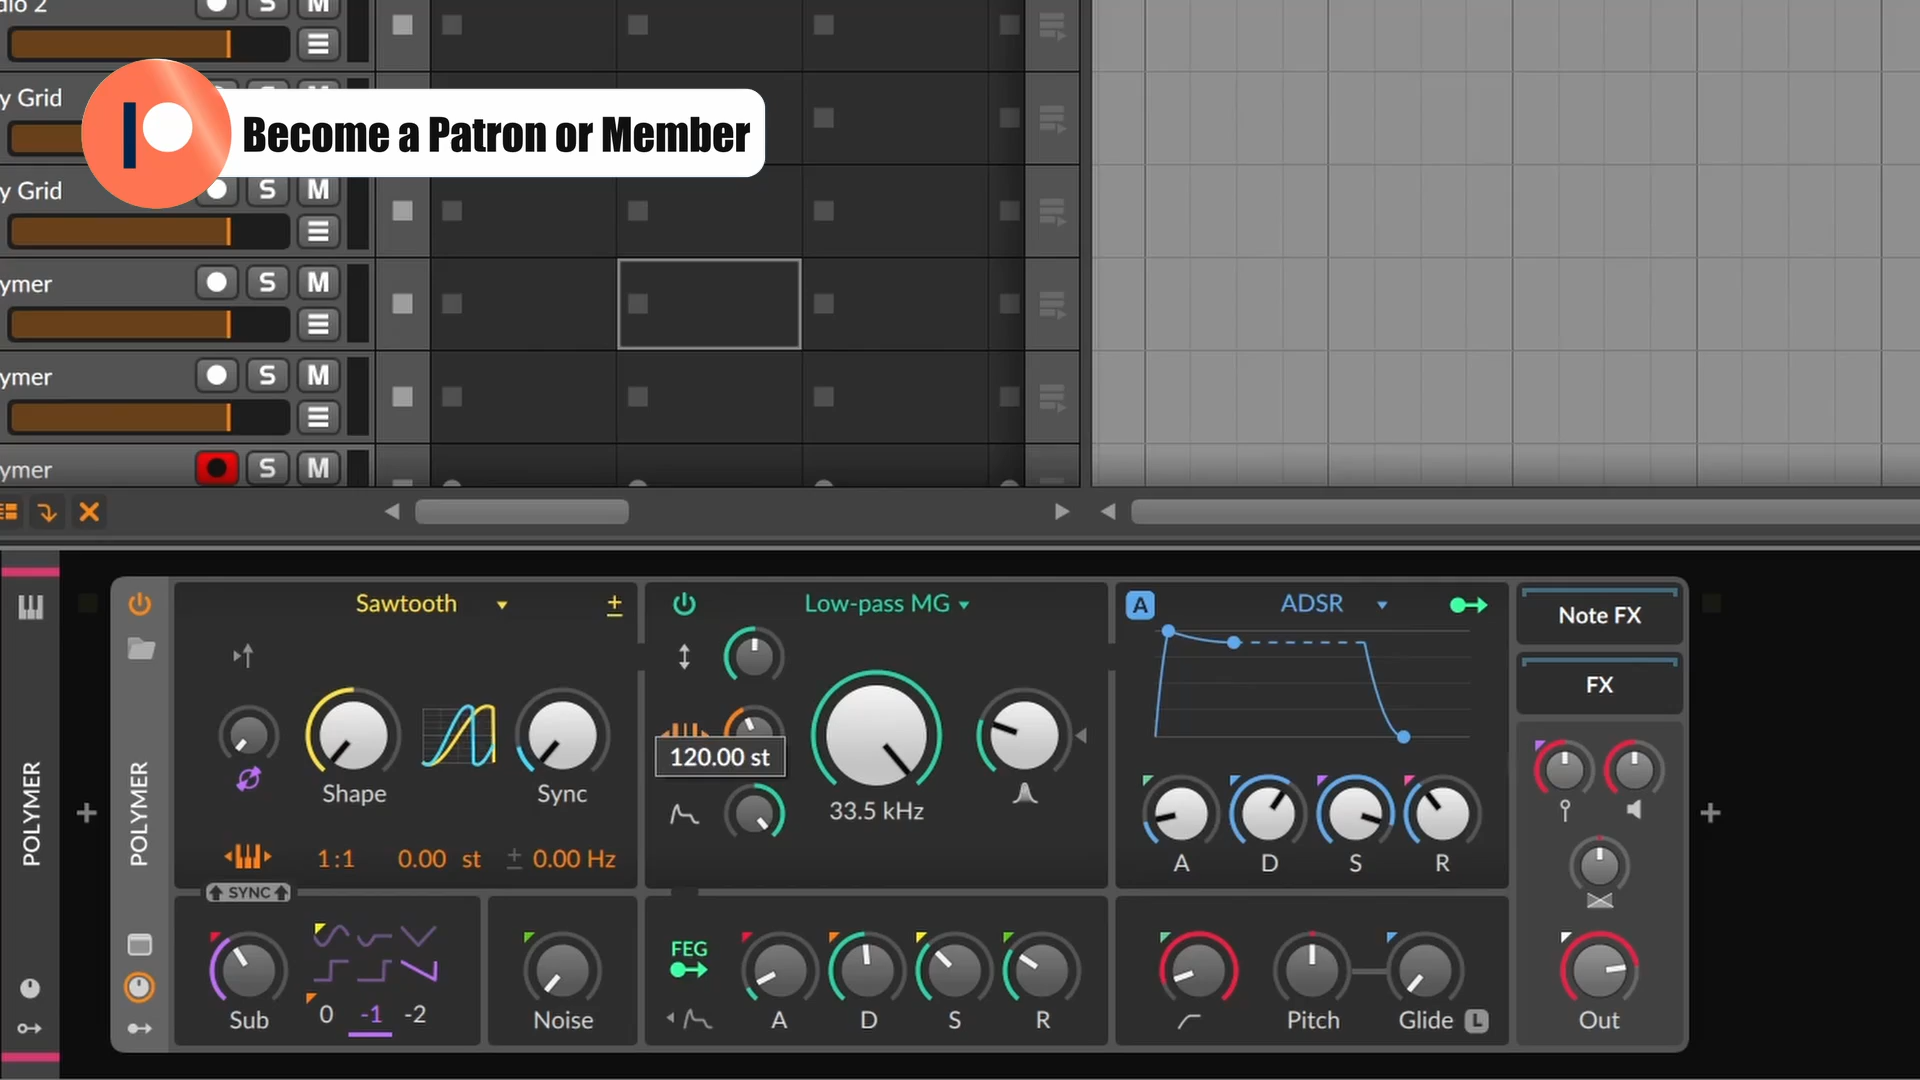 dio 2
S M
y Grid
Become a Patron or Member
y Grid
S M
ymer
S M
ymer
S M
ymer
S M
POLYMER
POLYMER
Sawtooth
Shape
Sync
1:1 0.00 st ± 0.00 Hz
SYNC
Sub
0 -1 -2
Noise
Low-pass MG
120.00 st
33.5 kHz
FEG
A D S R
A
ADSR
A D S R
Pitch
Glide L
Note FX
FX
Out